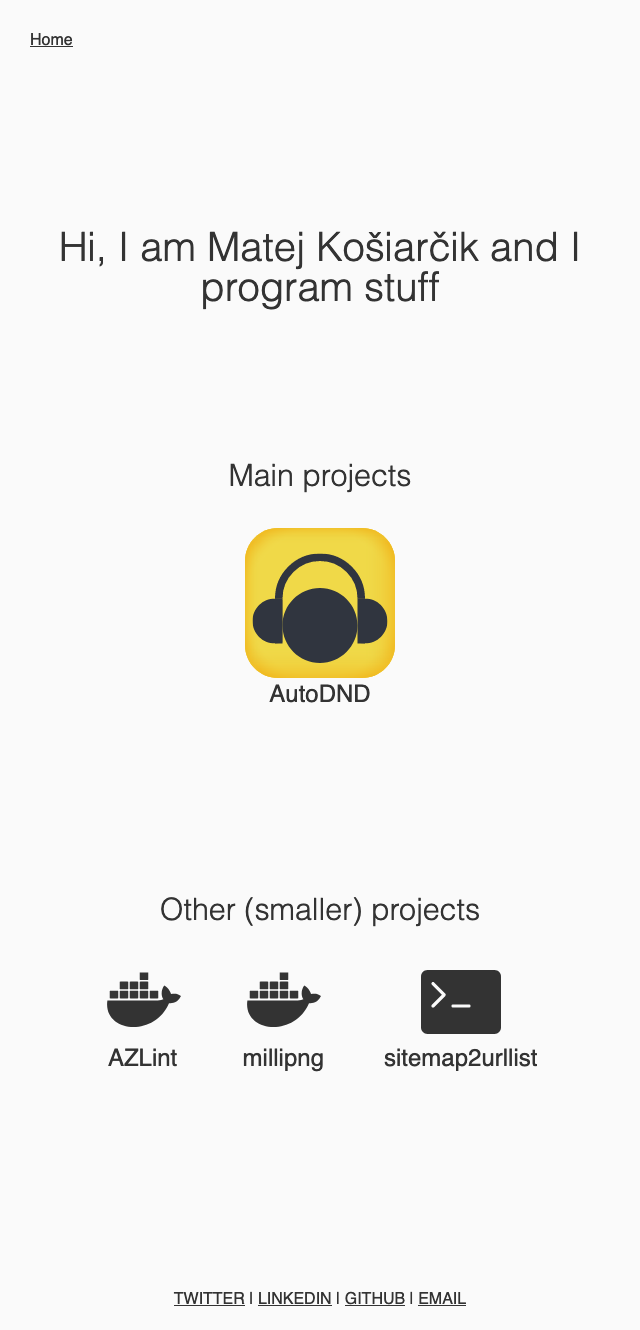 Home
Hi, I am Matej Košiarčik and I
program stuff
Main projects
AutoDND
Other (smaller) projects
AZLint
millipng
sitemap2urllist
TWITTER | LINKEDIN | GITHUB | EMAIL